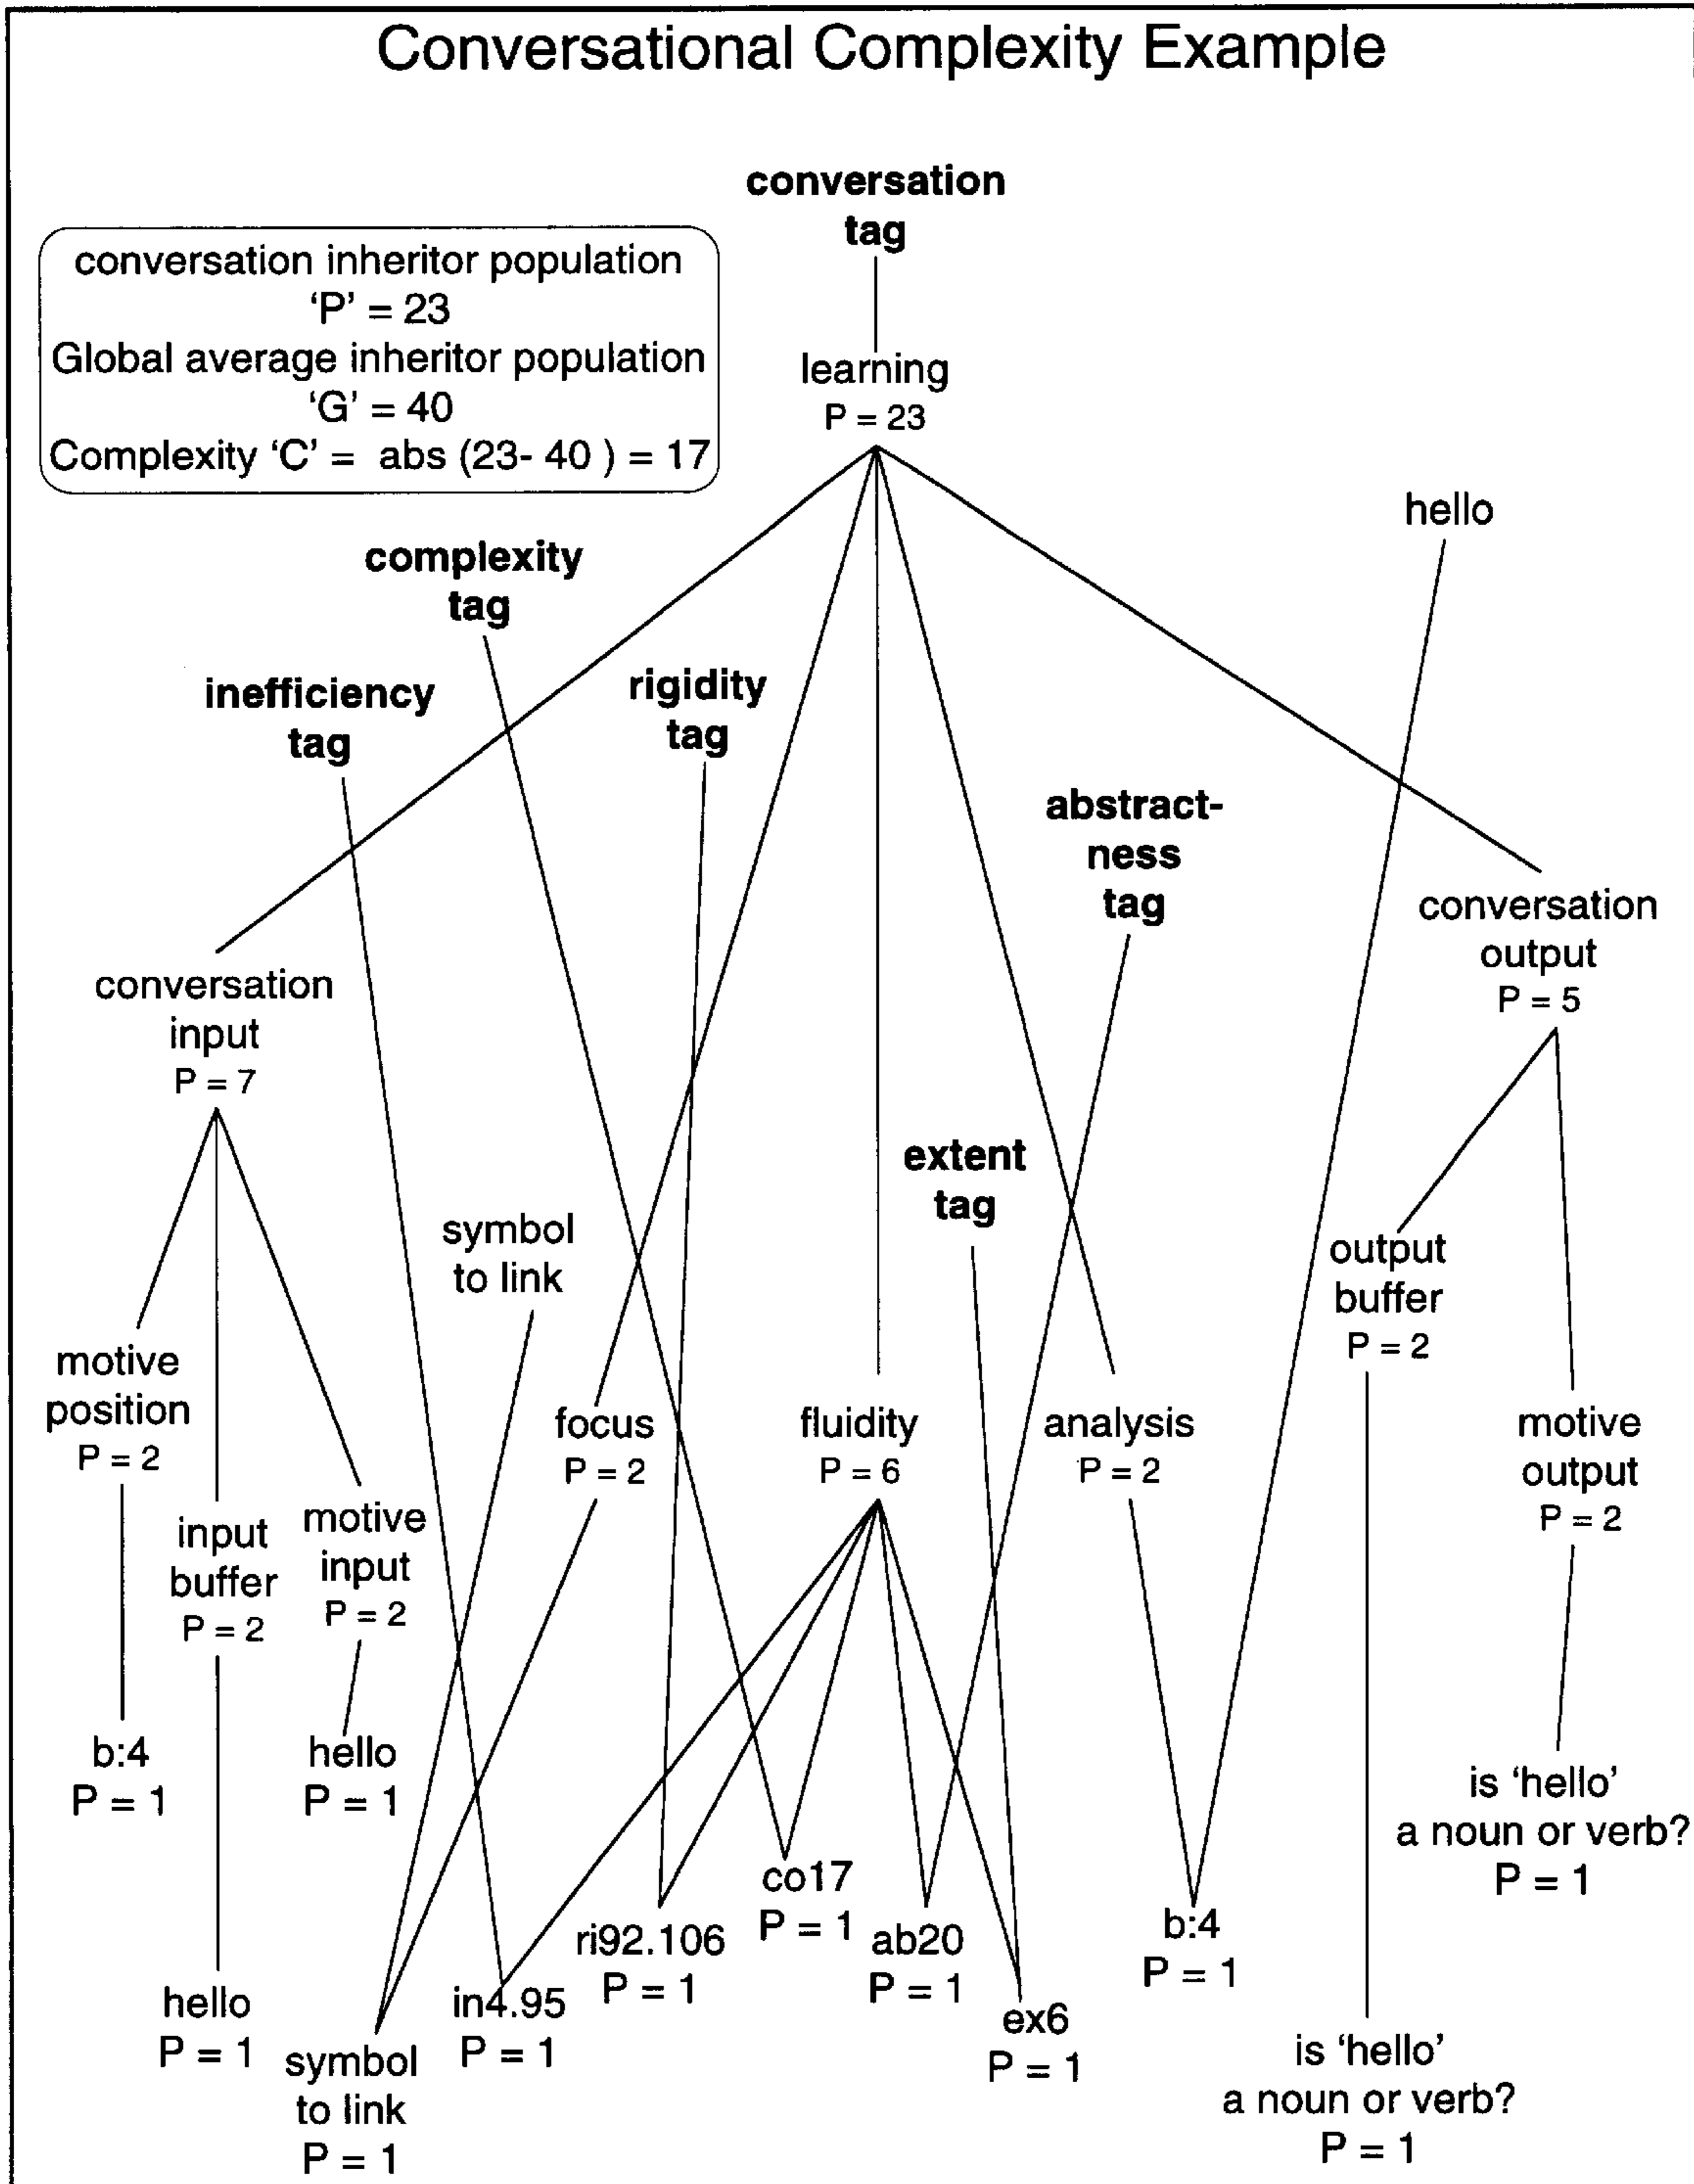 Conversational Complexity Example
conversation
tag
conversation inheritor population
‘P’ = 23
Global average inheritor population
‘G’ = 40
Complexity ‘C’ = abs (23- 40 ) = 17
learning
P = 23
hello
complexity
tag
inefficiency
tag
rigidity
tag
abstract-
ness
tag
conversation
output
P = 5
conversation
input
P = 7
extent
tag
symbol
to link
output
buffer
P = 2
motive
position
P = 2
focus
P = 2
fluidity
P = 6
analysis
P = 2
motive
output
P = 2
input
buffer
P = 2
motive
input
P = 2
b:4
P = 1
hello
P = 1
is ‘hello’
a noun or verb?
P = 1
co17
P = 1
ri92.106
P = 1
ab20
P = 1
b:4
P = 1
hello
P = 1
in4.95
P = 1
ex6
P = 1
symbol
to link
P = 1
is ‘hello’
a noun or verb?
P = 1